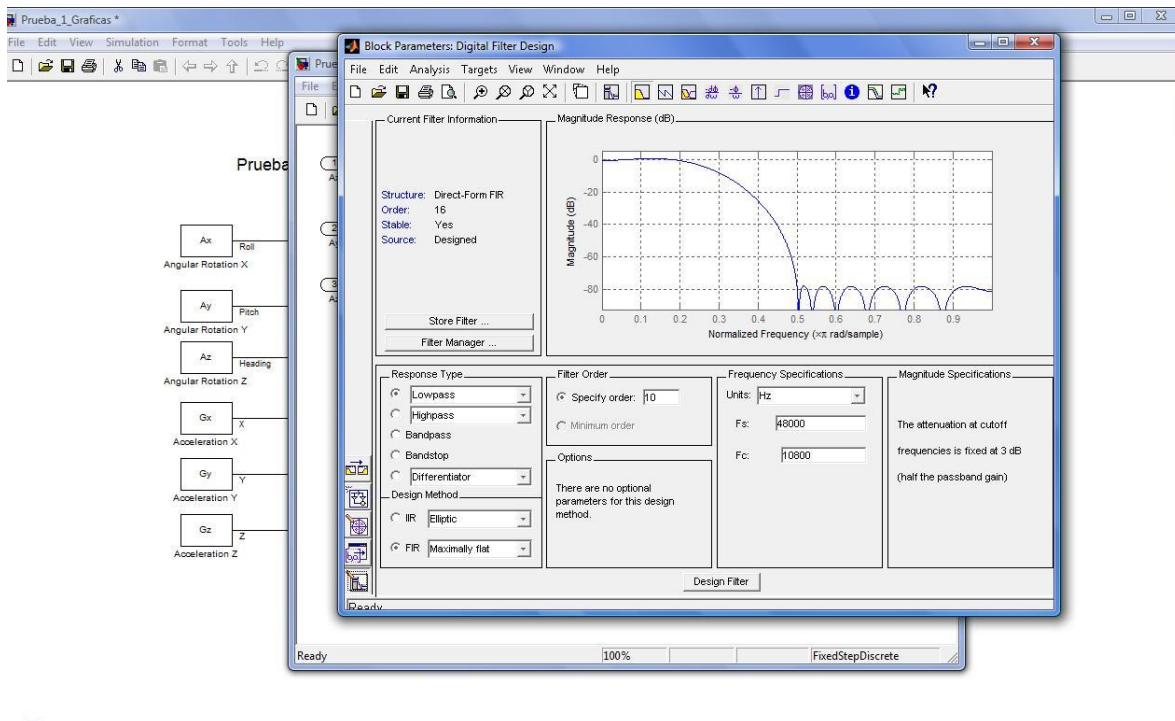 Prueba_1_Graficas *
File Edit View Simulation Format Tools Help
Prueba
Ax
Roll
Angular Rotation X
Ay
Pitch
Angular Rotation Y
Az
Heading
Angular Rotation Z
Gx
X
Acceleration X
Gy
Y
Acceleration Y
Gz
Z
Acceleration Z
Prue
File E
1
A
2
A
3
A
Ready 100% FixedStepDiscrete
Block Parameters: Digital Filter Design
File Edit Analysis Targets View Window Help
Current Filter Information
Structure: Direct-Form FIR
Order: 16
Stable: Yes
Source: Designed
Store Filter ...
Filter Manager ...
Magnitude Response (dB)
Magnitude (dB)
0
-20
-40
-60
-80
0 0.1 0.2 0.3 0.4 0.5 0.6 0.7 0.8 0.9
Normalized Frequency (×π rad/sample)
Response Type
Lowpass
Highpass
Bandpass
Bandstop
Differentiator
Design Method
IIR Elliptic
FIR Maximally flat
Filter Order
Specify order: 10
Minimum order
Options
There are no optional
parameters for this design
method.
Frequency Specifications
Units: Hz
Fs: 48000
Fc: 10800
Magnitude Specifications
The attenuation at cutoff
frequencies is fixed at 3 dB
(half the passband gain)
Design Filter
Ready